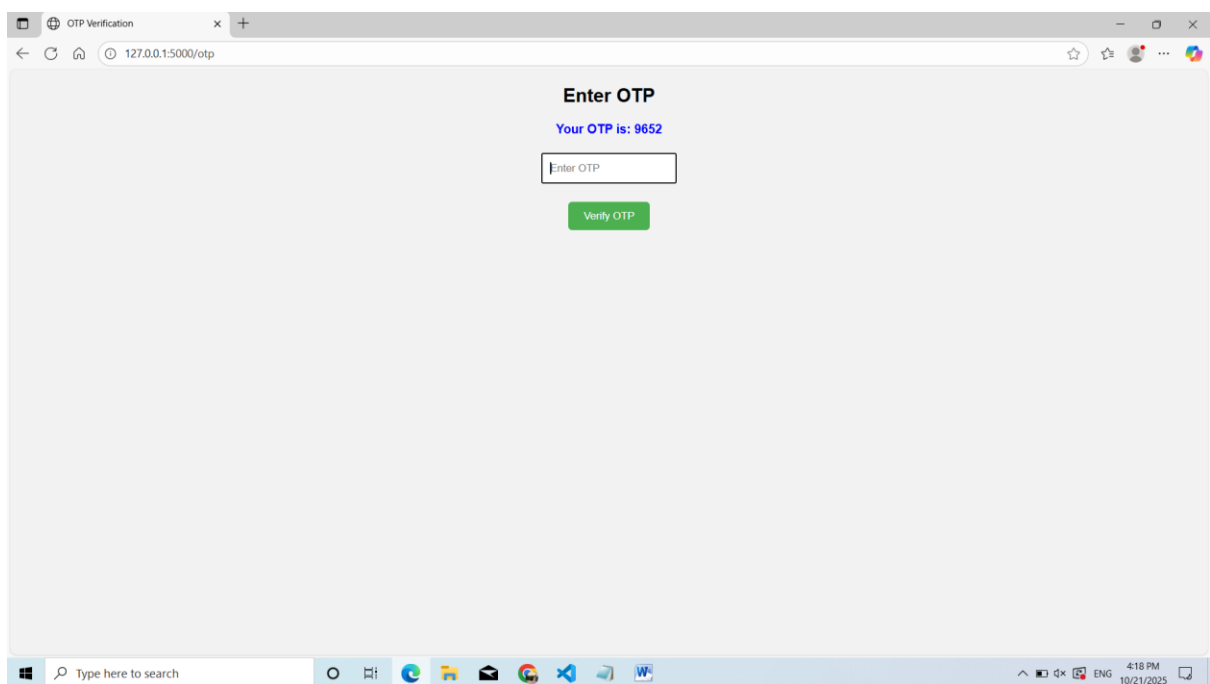 OTP Verification
127.0.0.1:5000/otp
Enter OTP
Your OTP is: 9652
Enter OTP
Verify OTP
Type here to search
ENG
4:18 PM
10/21/2025